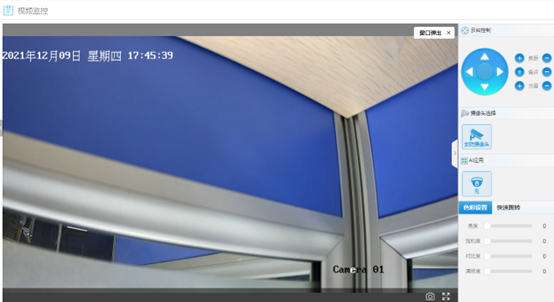 视频监控
窗口弹出 ×
2021年12月09日 星期四 17:45:39
Camera 01
云台控制
变倍
焦点
光圈
摄像头选择
安防摄像头
AI应用
无
色彩设置 快速跳转
亮度 0
饱和度 0
对比度 0
清晰度 0